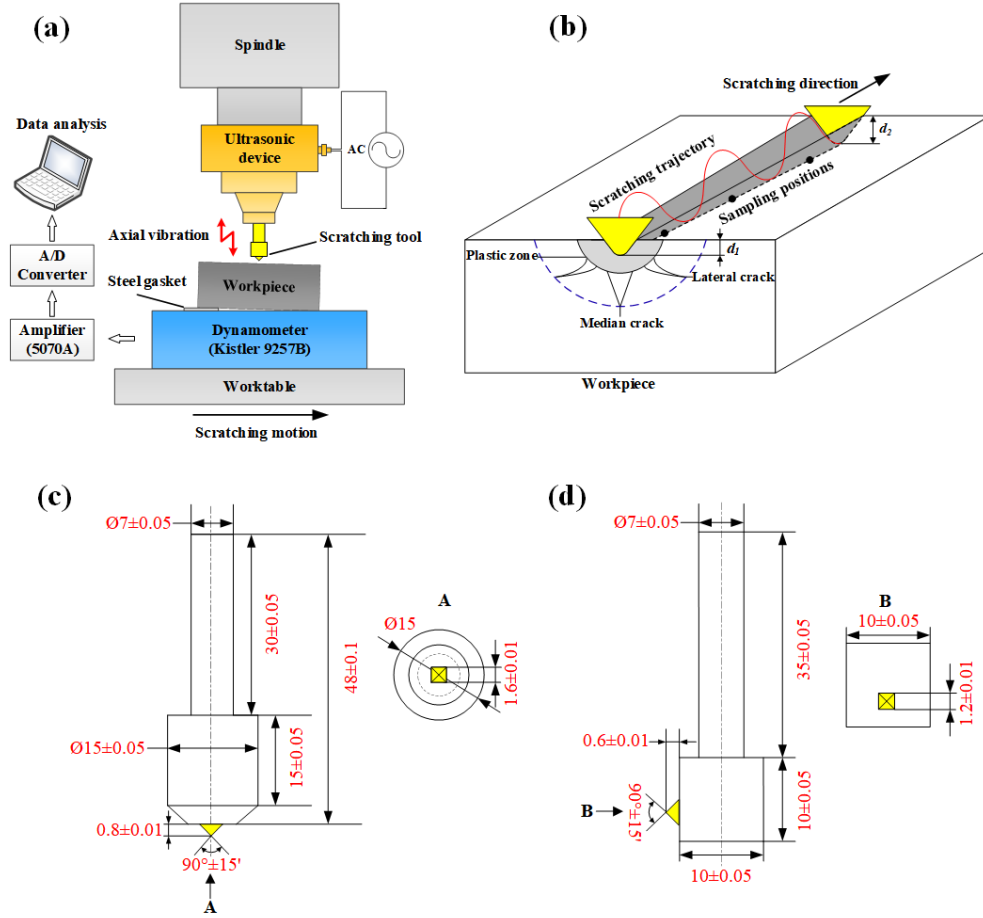 (a)
Spindle
Data analysis
Ultrasonic
device
AC
Axial vibration
Scratching tool
A/D
Converter
Steel gasket
Workpiece
Amplifier
(5070A)
Dynamometer
(Kistler 9257B)
Worktable
Scratching motion
(b)
Scratching direction
d2
Scratching trajectory
Sampling positions
d1
Plastic zone
Lateral crack
Median crack
Workpiece
(c)
Ø7±0.05
30±0.05
48±0.1
Ø15±0.05
15±0.05
0.8±0.01
90°±15'
A
A
Ø15
1.6±0.01
(d)
Ø7±0.05
35±0.05
0.6±0.01
B
90°±15'
10±0.05
10±0.05
B
10±0.05
1.2±0.01